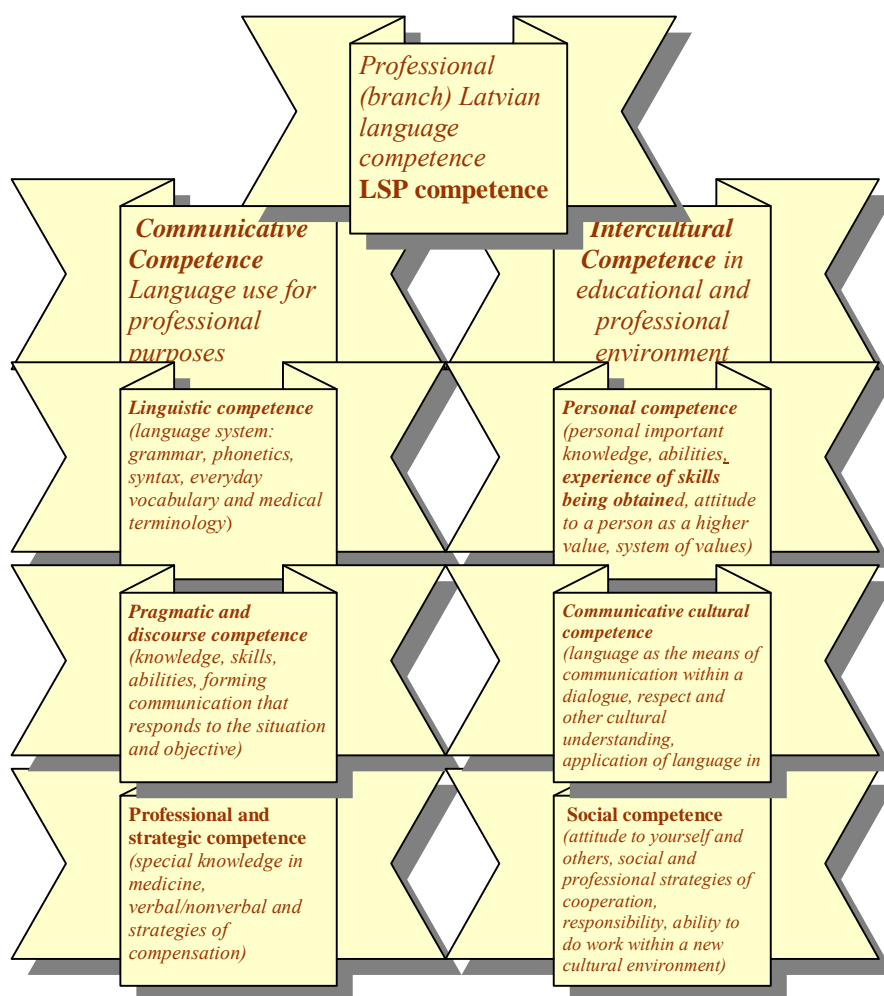 Professional
(branch) Latvian
language
competence
LSP competence
Communicative
Competence
Language use for
professional
purposes
Intercultural
Competence in
educational and
professional
environment
Linguistic competence
(language system:
grammar, phonetics,
syntax, everyday
vocabulary and medical
terminology)
Personal competence
(personal important
knowledge, abilities,
experience of skills
being obtained, attitude
to a person as a higher
value, system of values)
Pragmatic and
discourse competence
(knowledge, skills,
abilities, forming
communication that
responds to the situation
and objective)
Communicative cultural
competence
(language as the means of
communication within a
dialogue, respect and
other cultural
understanding,
application of language in
Professional and
strategic competence
(special knowledge in
medicine,
verbal/nonverbal and
strategies of
compensation)
Social competence
(attitude to yourself and
others, social and
professional strategies of
cooperation,
responsibility, ability to
do work within a new
cultural environment)